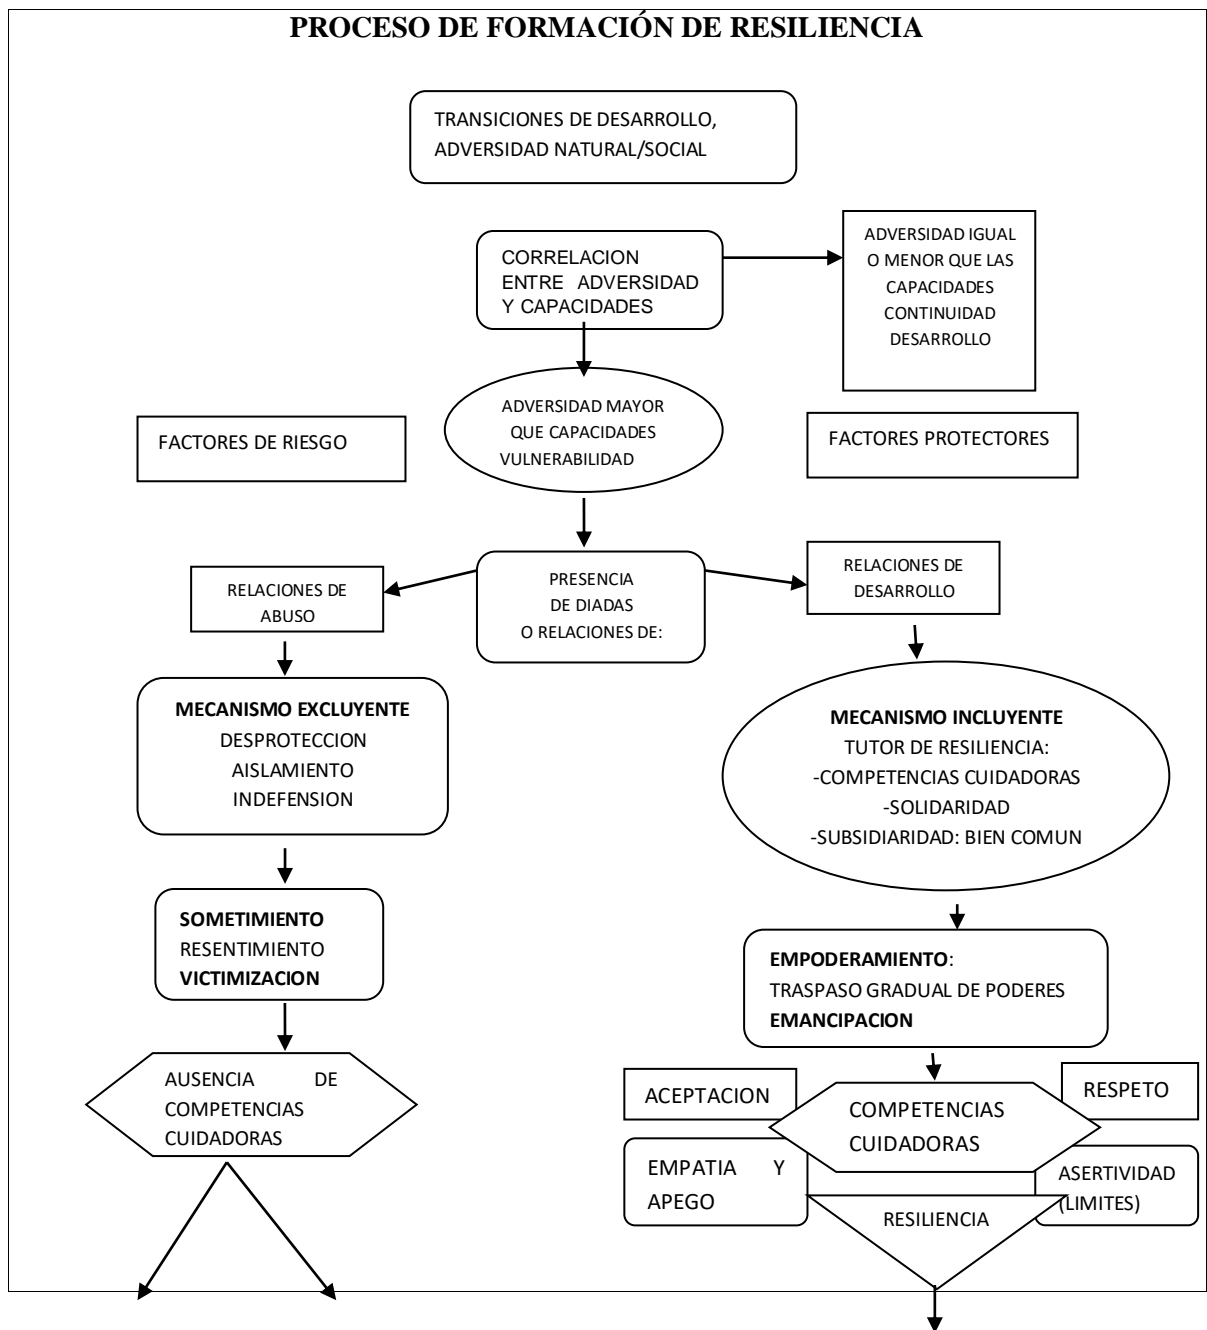 PROCESO DE FORMACIÓN DE RESILIENCIA
TRANSICIONES DE DESARROLLO,
ADVERSIDAD NATURAL/SOCIAL
CORRELACION
ENTRE ADVERSIDAD
Y CAPACIDADES
ADVERSIDAD IGUAL
O MENOR QUE LAS
CAPACIDADES
CONTINUIDAD
DESARROLLO
ADVERSIDAD MAYOR
QUE CAPACIDADES
VULNERABILIDAD
FACTORES DE RIESGO
FACTORES PROTECTORES
PRESENCIA
DE DIADAS
O RELACIONES DE:
RELACIONES DE
ABUSO
RELACIONES DE
DESARROLLO
MECANISMO EXCLUYENTE
DESPROTECCION
AISLAMIENTO
INDEFENSION
MECANISMO INCLUYENTE
TUTOR DE RESILIENCIA:
-COMPETENCIAS CUIDADORAS
-SOLIDARIDAD
-SUBSIDIARIDAD: BIEN COMUN
SOMETIMIENTO
RESENTIMIENTO
VICTIMIZACION
EMPODERAMIENTO:
TRASPASO GRADUAL DE PODERES
EMANCIPACION
AUSENCIA DE
COMPETENCIAS
CUIDADORAS
ACEPTACION
COMPETENCIAS
CUIDADORAS
RESPETO
EMPATIA Y
APEGO
ASERTIVIDAD
(LIMITES)
RESILIENCIA